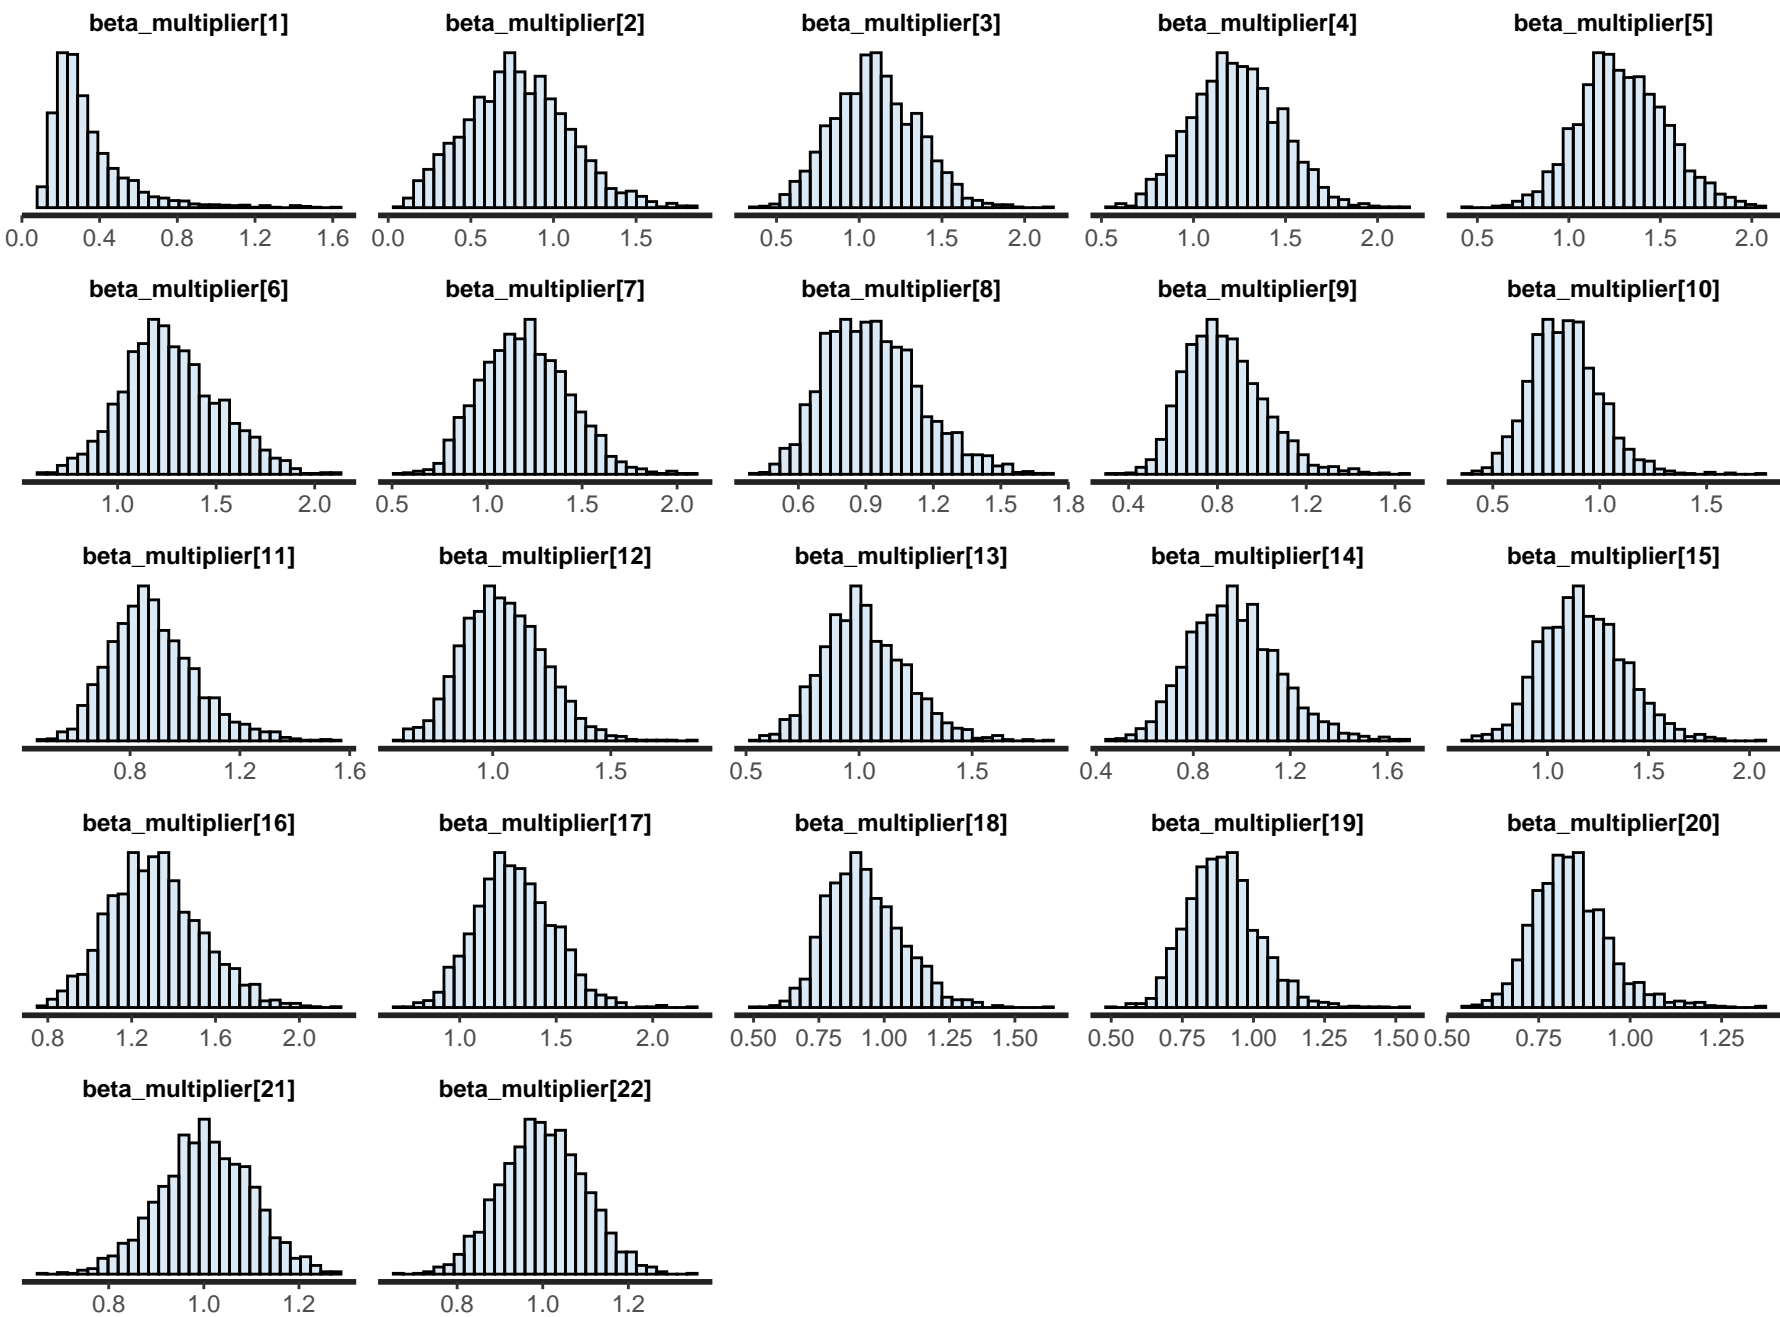 beta_multiplier[1] beta_multiplier[2] beta_multiplier[3] beta_multiplier[4] beta_multiplier[5]
0.0 0.4 0.8 1.2 1.6 0.0 0.5 1.0 1.5 0.5 1.0 1.5 2.0 0.5 1.0 1.5 2.0 0.5 1.0 1.5 2.0
beta_multiplier[6] beta_multiplier[7] beta_multiplier[8] beta_multiplier[9] beta_multiplier[10]
1.0 1.5 2.0 0.5 1.0 1.5 2.0 0.6 0.9 1.2 1.5 1.8 0.4 0.8 1.2 1.6 0.5 1.0 1.5
beta_multiplier[11] beta_multiplier[12] beta_multiplier[13] beta_multiplier[14] beta_multiplier[15]
0.8 1.2 1.6 1.0 1.5 0.5 1.0 1.5 0.4 0.8 1.2 1.6 1.0 1.5 2.0
beta_multiplier[16] beta_multiplier[17] beta_multiplier[18] beta_multiplier[19] beta_multiplier[20]
0.8 1.2 1.6 2.0 1.0 1.5 2.0 0.50 0.75 1.00 1.25 1.50 0.50 0.75 1.00 1.25 1.50 0.50 0.75 1.00 1.25
beta_multiplier[21] beta_multiplier[22]
0.8 1.0 1.2 0.8 1.0 1.2